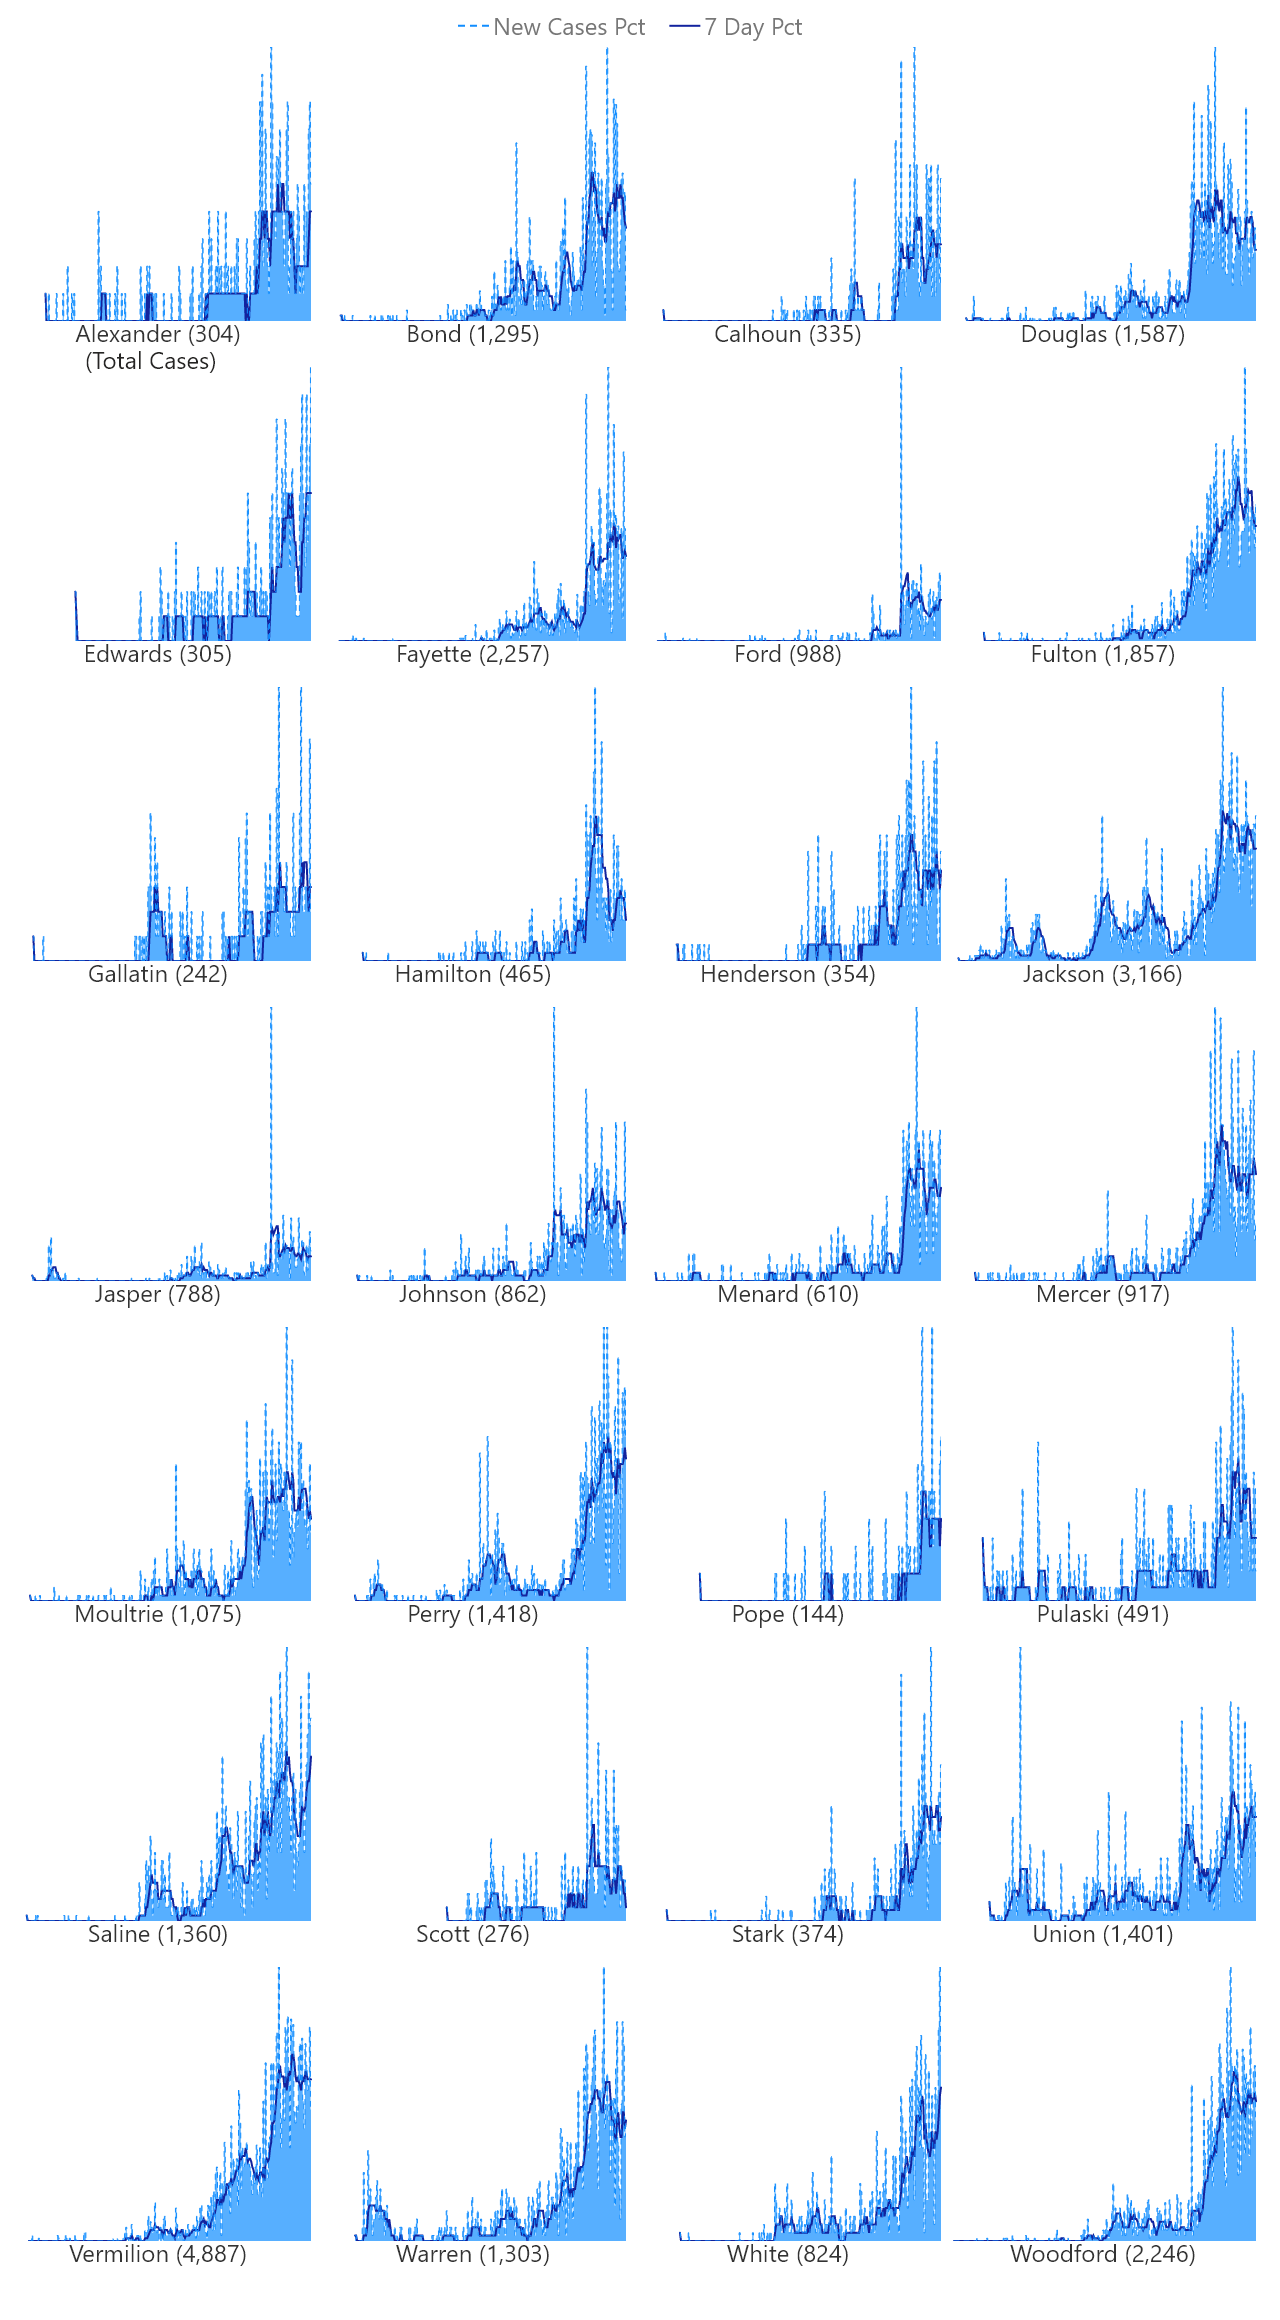 New Cases Pct 7 Day Pct
Alexander (304) Bond (1,295) Calhoun (335) Douglas (1,587)
(Total Cases)
Edwards (305) Fayette (2,257) Ford (988) Fulton (1,857)
Gallatin (242) Hamilton (465) Henderson (354) Jackson (3,166)
Jasper (788) Johnson (862) Menard (610) Mercer (917)
Moultrie (1,075) Perry (1,418) Pope (144) Pulaski (491)
Saline (1,360) Scott (276) Stark (374) Union (1,401)
Vermilion (4,887) Warren (1,303) White (824) Woodford (2,246)